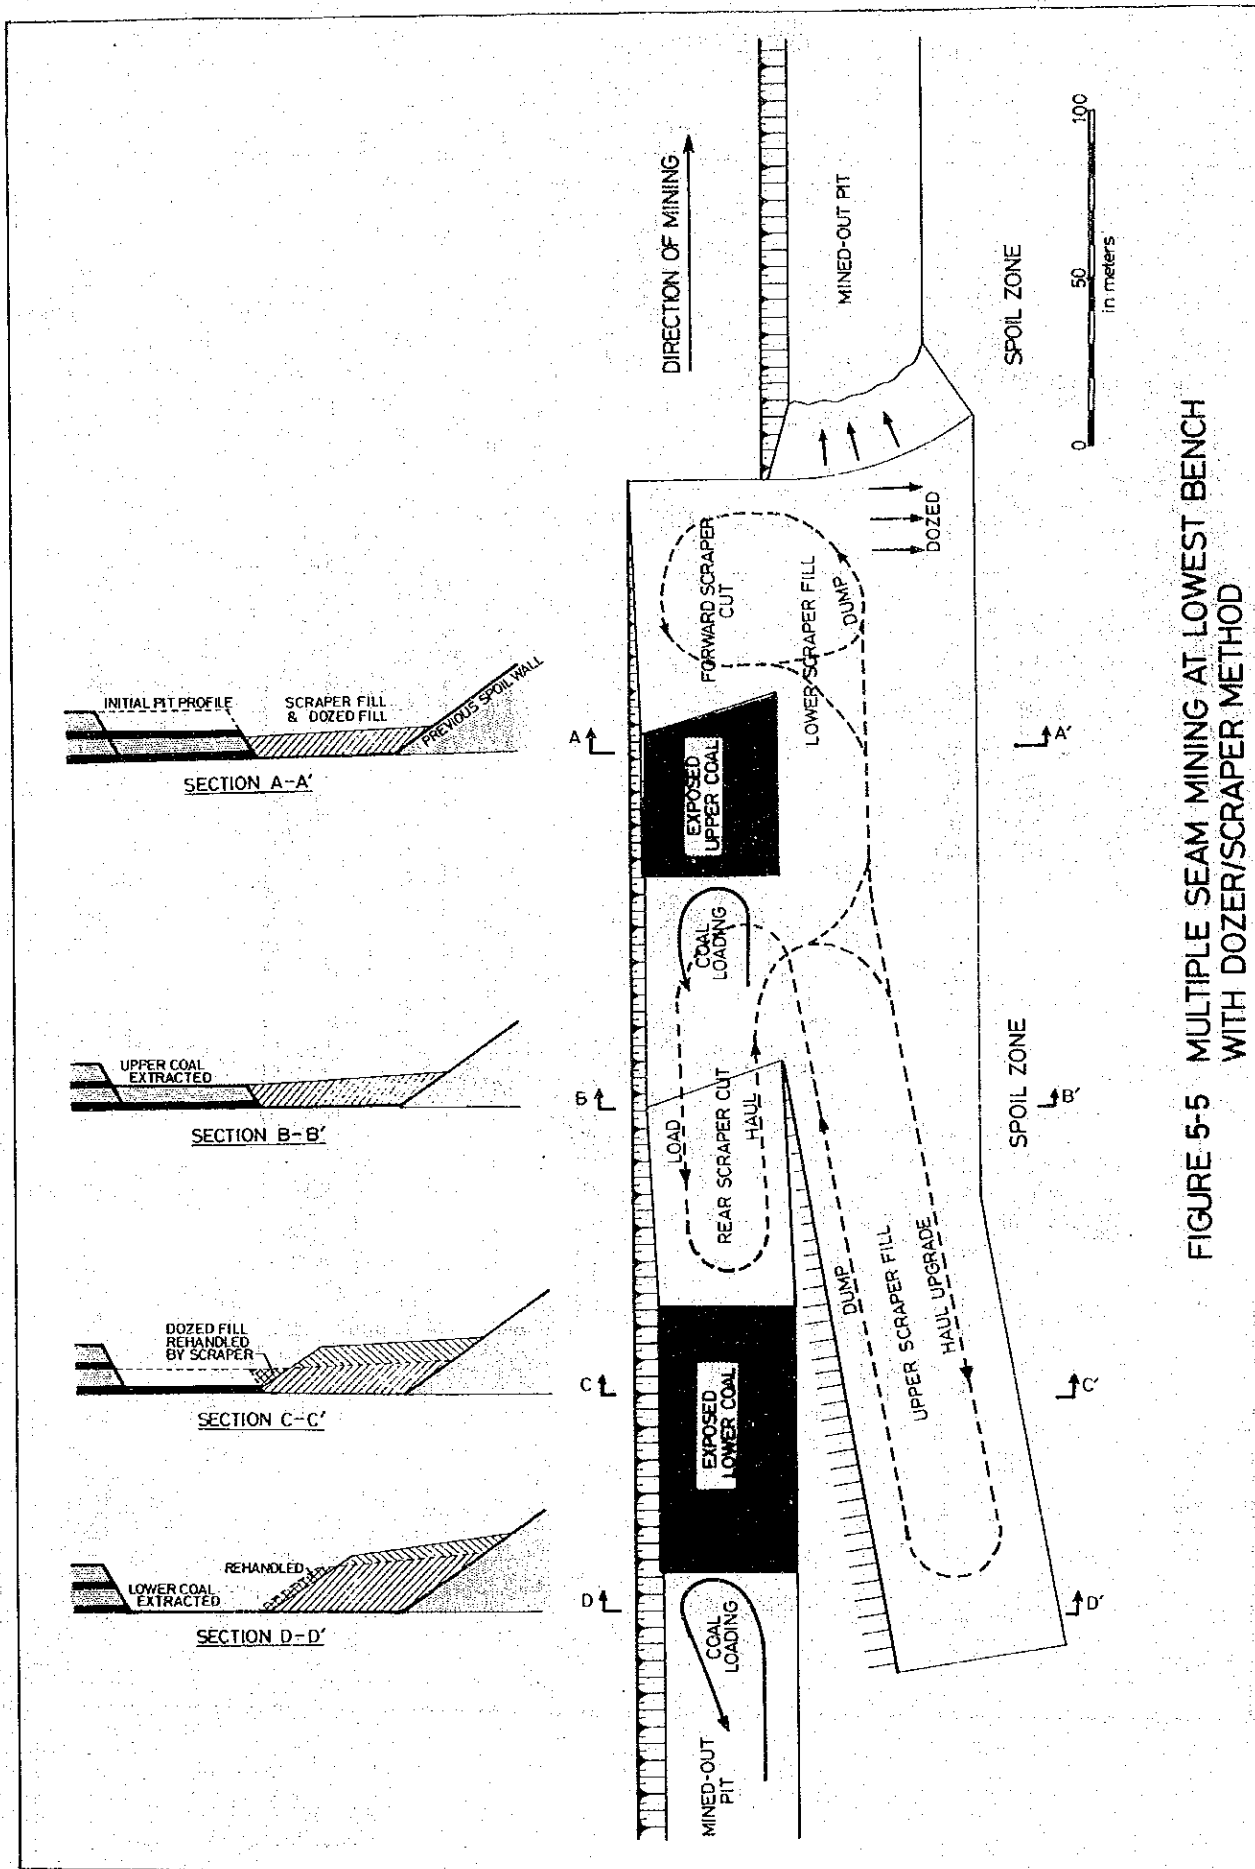 INITIAL PIT PROFILE
SCRAPER FILL
& DOZED FILL
PREVIOUS SPOIL WALL
SECTION A-A'
UPPER COAL
EXTRACTED
SECTION B-B'
DOZED FILL
REHANDLED
BY SCRAPER
SECTION C-C'
REHANDLED
LOWER COAL
EXTRACTED
SECTION D-D'
DIRECTION OF MINING
MINED-OUT PIT
SPOIL ZONE
0 50 100
in meters
FORWARD SCRAPER
CUT
LOWER SCRAPER FILL
DUMP
DOZED
A
A'
EXPOSED
UPPER COAL
COAL
LOADING
B
B'
LOAD
REAR SCRAPER CUT
HAUL
SPOIL ZONE
DUMP
UPPER SCRAPER FILL
HAUL UPGRADE
C
C'
EXPOSED
LOWER COAL
D
D'
COAL
LOADING
MINED-OUT
PIT
FIGURE 5-5 MULTIPLE SEAM MINING AT LOWEST BENCH
WITH DOZER/SCRAPER METHOD